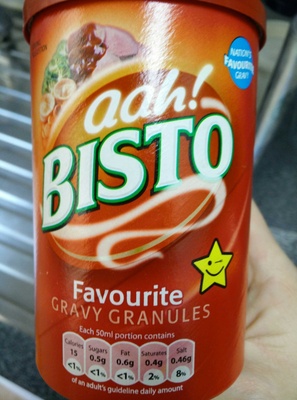 NATION'S
FAVOURITE
GRAVY
aah!
BISTO
Favourite
GRAVY GRANULES
Each 50ml portion contains
Calories Sugars Fat Saturates Salt
15 0.5g 0.6g 0.4g 0.46g
<1% <1% <1% 2% 8%
of an adult's guideline daily amount